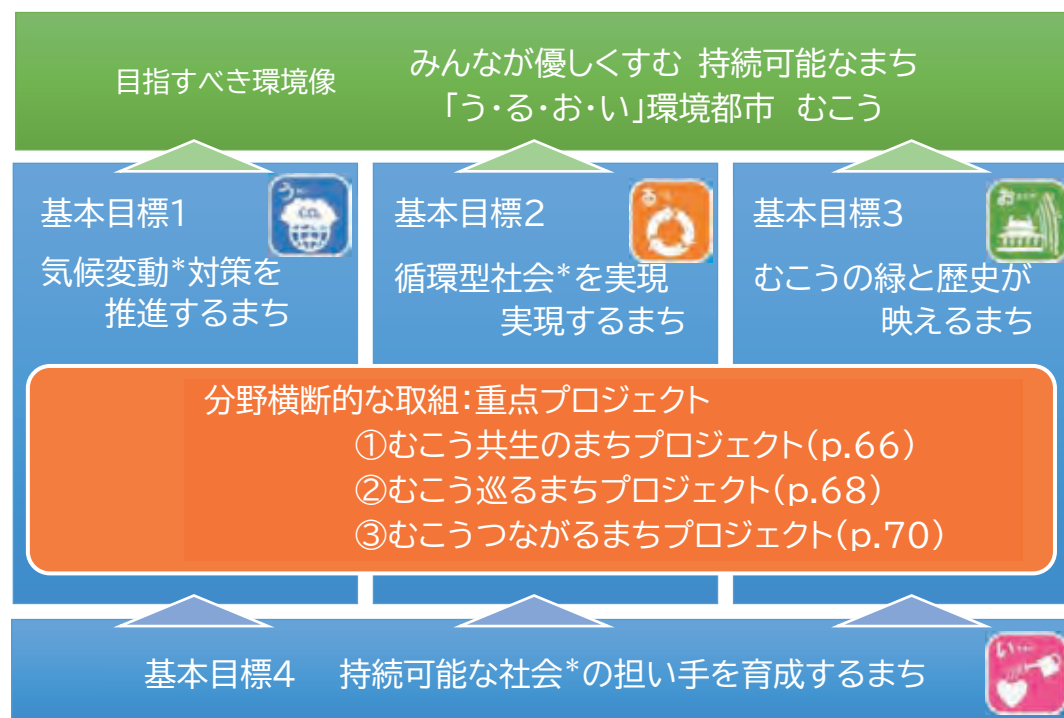 目指すべき環境像
みんなが優しくすむ 持続可能なまち
「う・る・お・い」環境都市 むこう
基本目標1
う
CO₂
気候変動*対策を
推進するまち
基本目標2
る
循環型社会*を実現
実現するまち
基本目標3
お
むこうの緑と歴史が
映えるまち
分野横断的な取組：重点プロジェクト
①むこう共生のまちプロジェクト(p.66)
②むこう巡るまちプロジェクト(p.68)
③むこうつながるまちプロジェクト(p.70)
基本目標4 持続可能な社会*の担い手を育成するまち
い